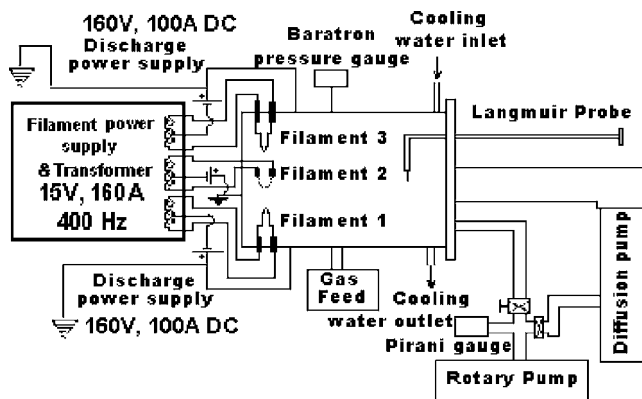 160V, 100A DC
Discharge
power supply
Baratron
pressure gauge
Cooling
water inlet
Langmuir Probe
Filament power
supply
& Transformer
15V, 160A
400 Hz
Filament 3
Filament 2
Filament 1
Discharge
power supply
160V, 100A DC
Gas
Feed
Cooling
water outlet
Pirani gauge
Rotary Pump
Diffusion pump